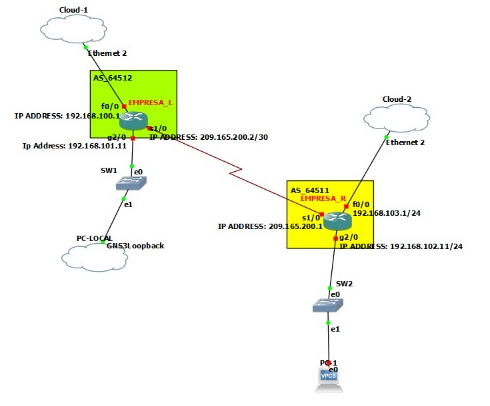 Cloud-1
Ethernet 2
AS_64512
f0/0
EMPRESA_L
IP ADDRESS: 192.168.100.1
s1/0
g2/0
IP ADDRESS: 209.165.200.2/30
Ip Address: 192.168.101.11
SW1
e0
e1
PC-LOCAL
GNS3Loopback
Cloud-2
Ethernet 2
AS_64511
EMPRESA_R
f0/0
s1/0
192.168.103.1/24
IP ADDRESS: 209.165.200.1
g2/0
IP ADDRESS: 192.168.102.11/24
SW2
e0
e1
PC-1
e0
VPCS